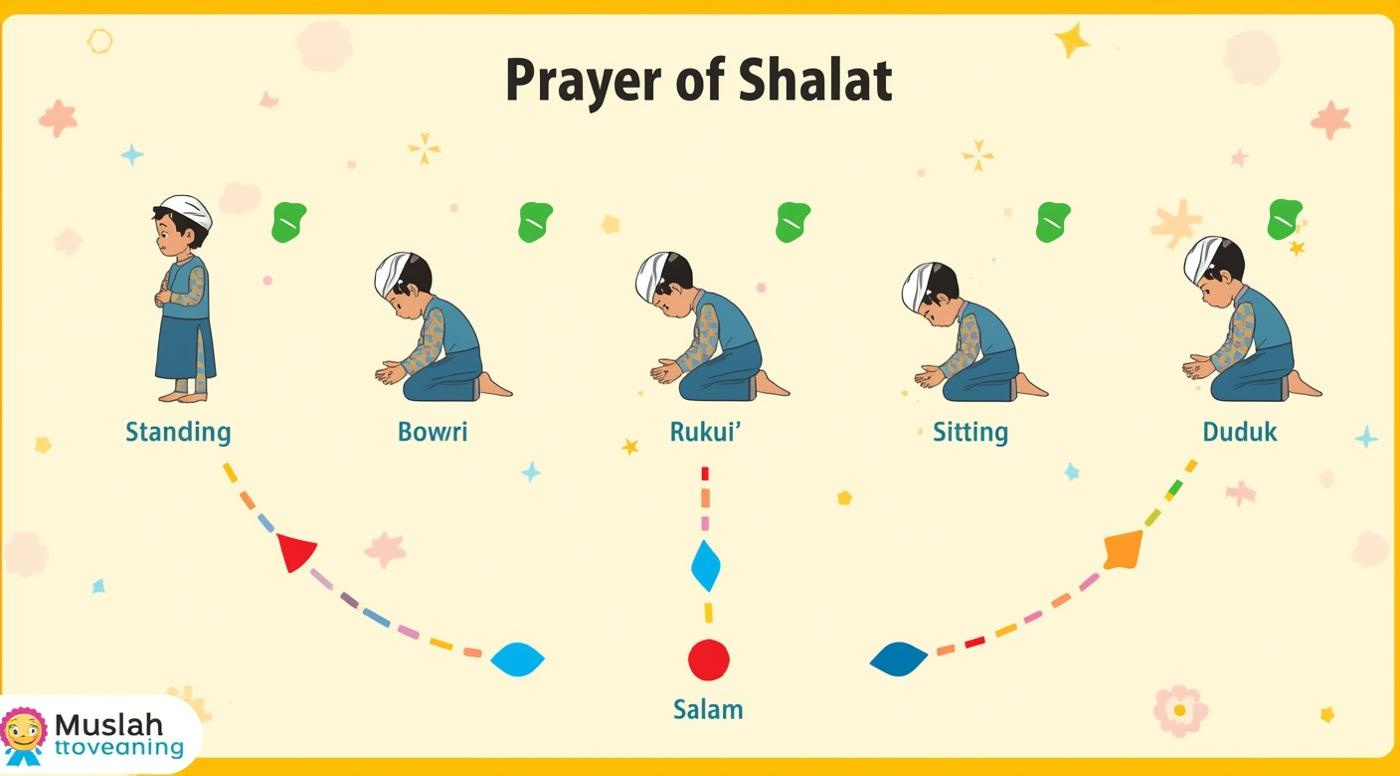 Prayer of Shalat
Standing
Bowri
Rukui’
Sitting
Duduk
Salam
Muslah
ttoveaning